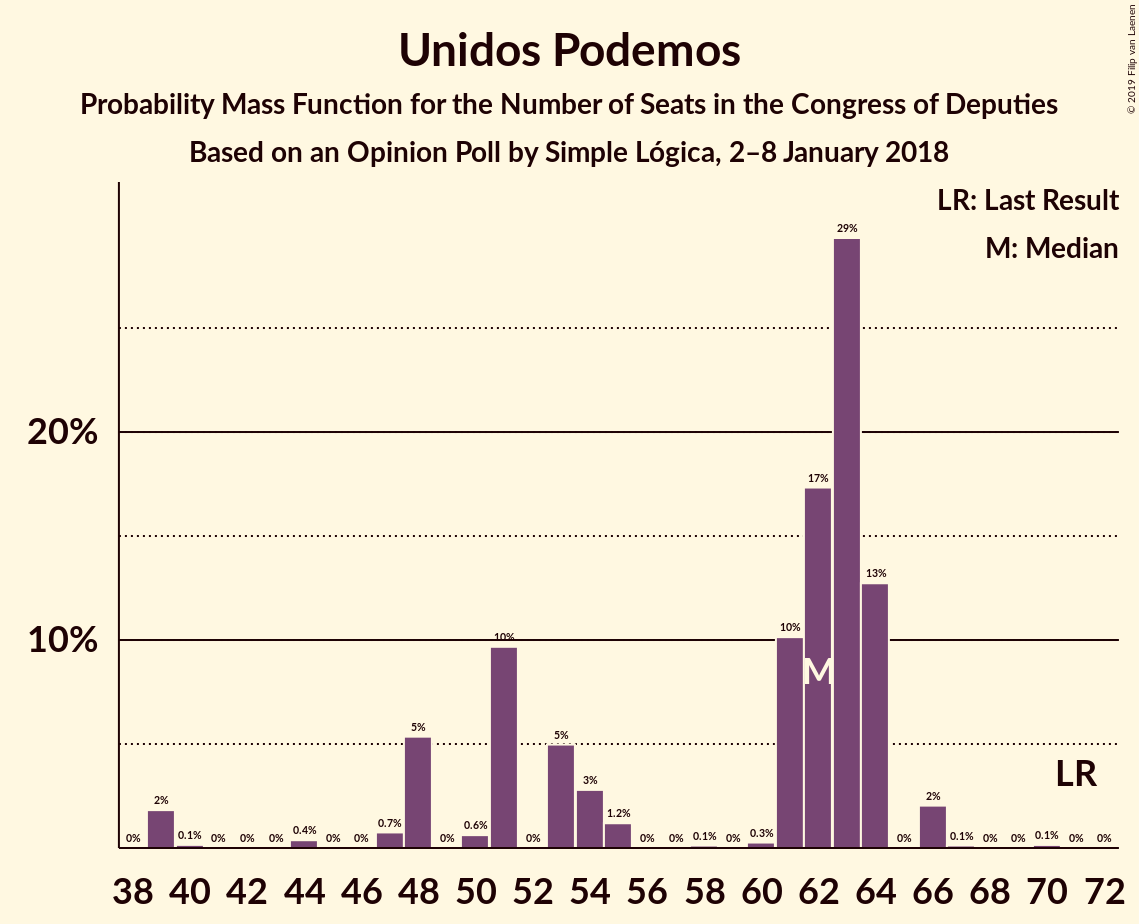 Unidos Podemos
Probability Mass Function for the Number of Seats in the Congress of Deputies
Based on an Opinion Poll by Simple Lógica, 2–8 January 2018
© 2019 Filip van Laenen
LR: Last Result
M: Median
20%
10%
0% 2% 0.1% 0% 0% 0% 0.4% 0% 0% 0.7% 5% 0% 0.6% 10% 0% 5% 3% 1.2% 0% 0% 0.1% 0% 0.3% 10% 17% 29% 13% 0% 2% 0.1% 0% 0% 0.1% 0% 0%
M
LR
38 40 42 44 46 48 50 52 54 56 58 60 62 64 66 68 70 72